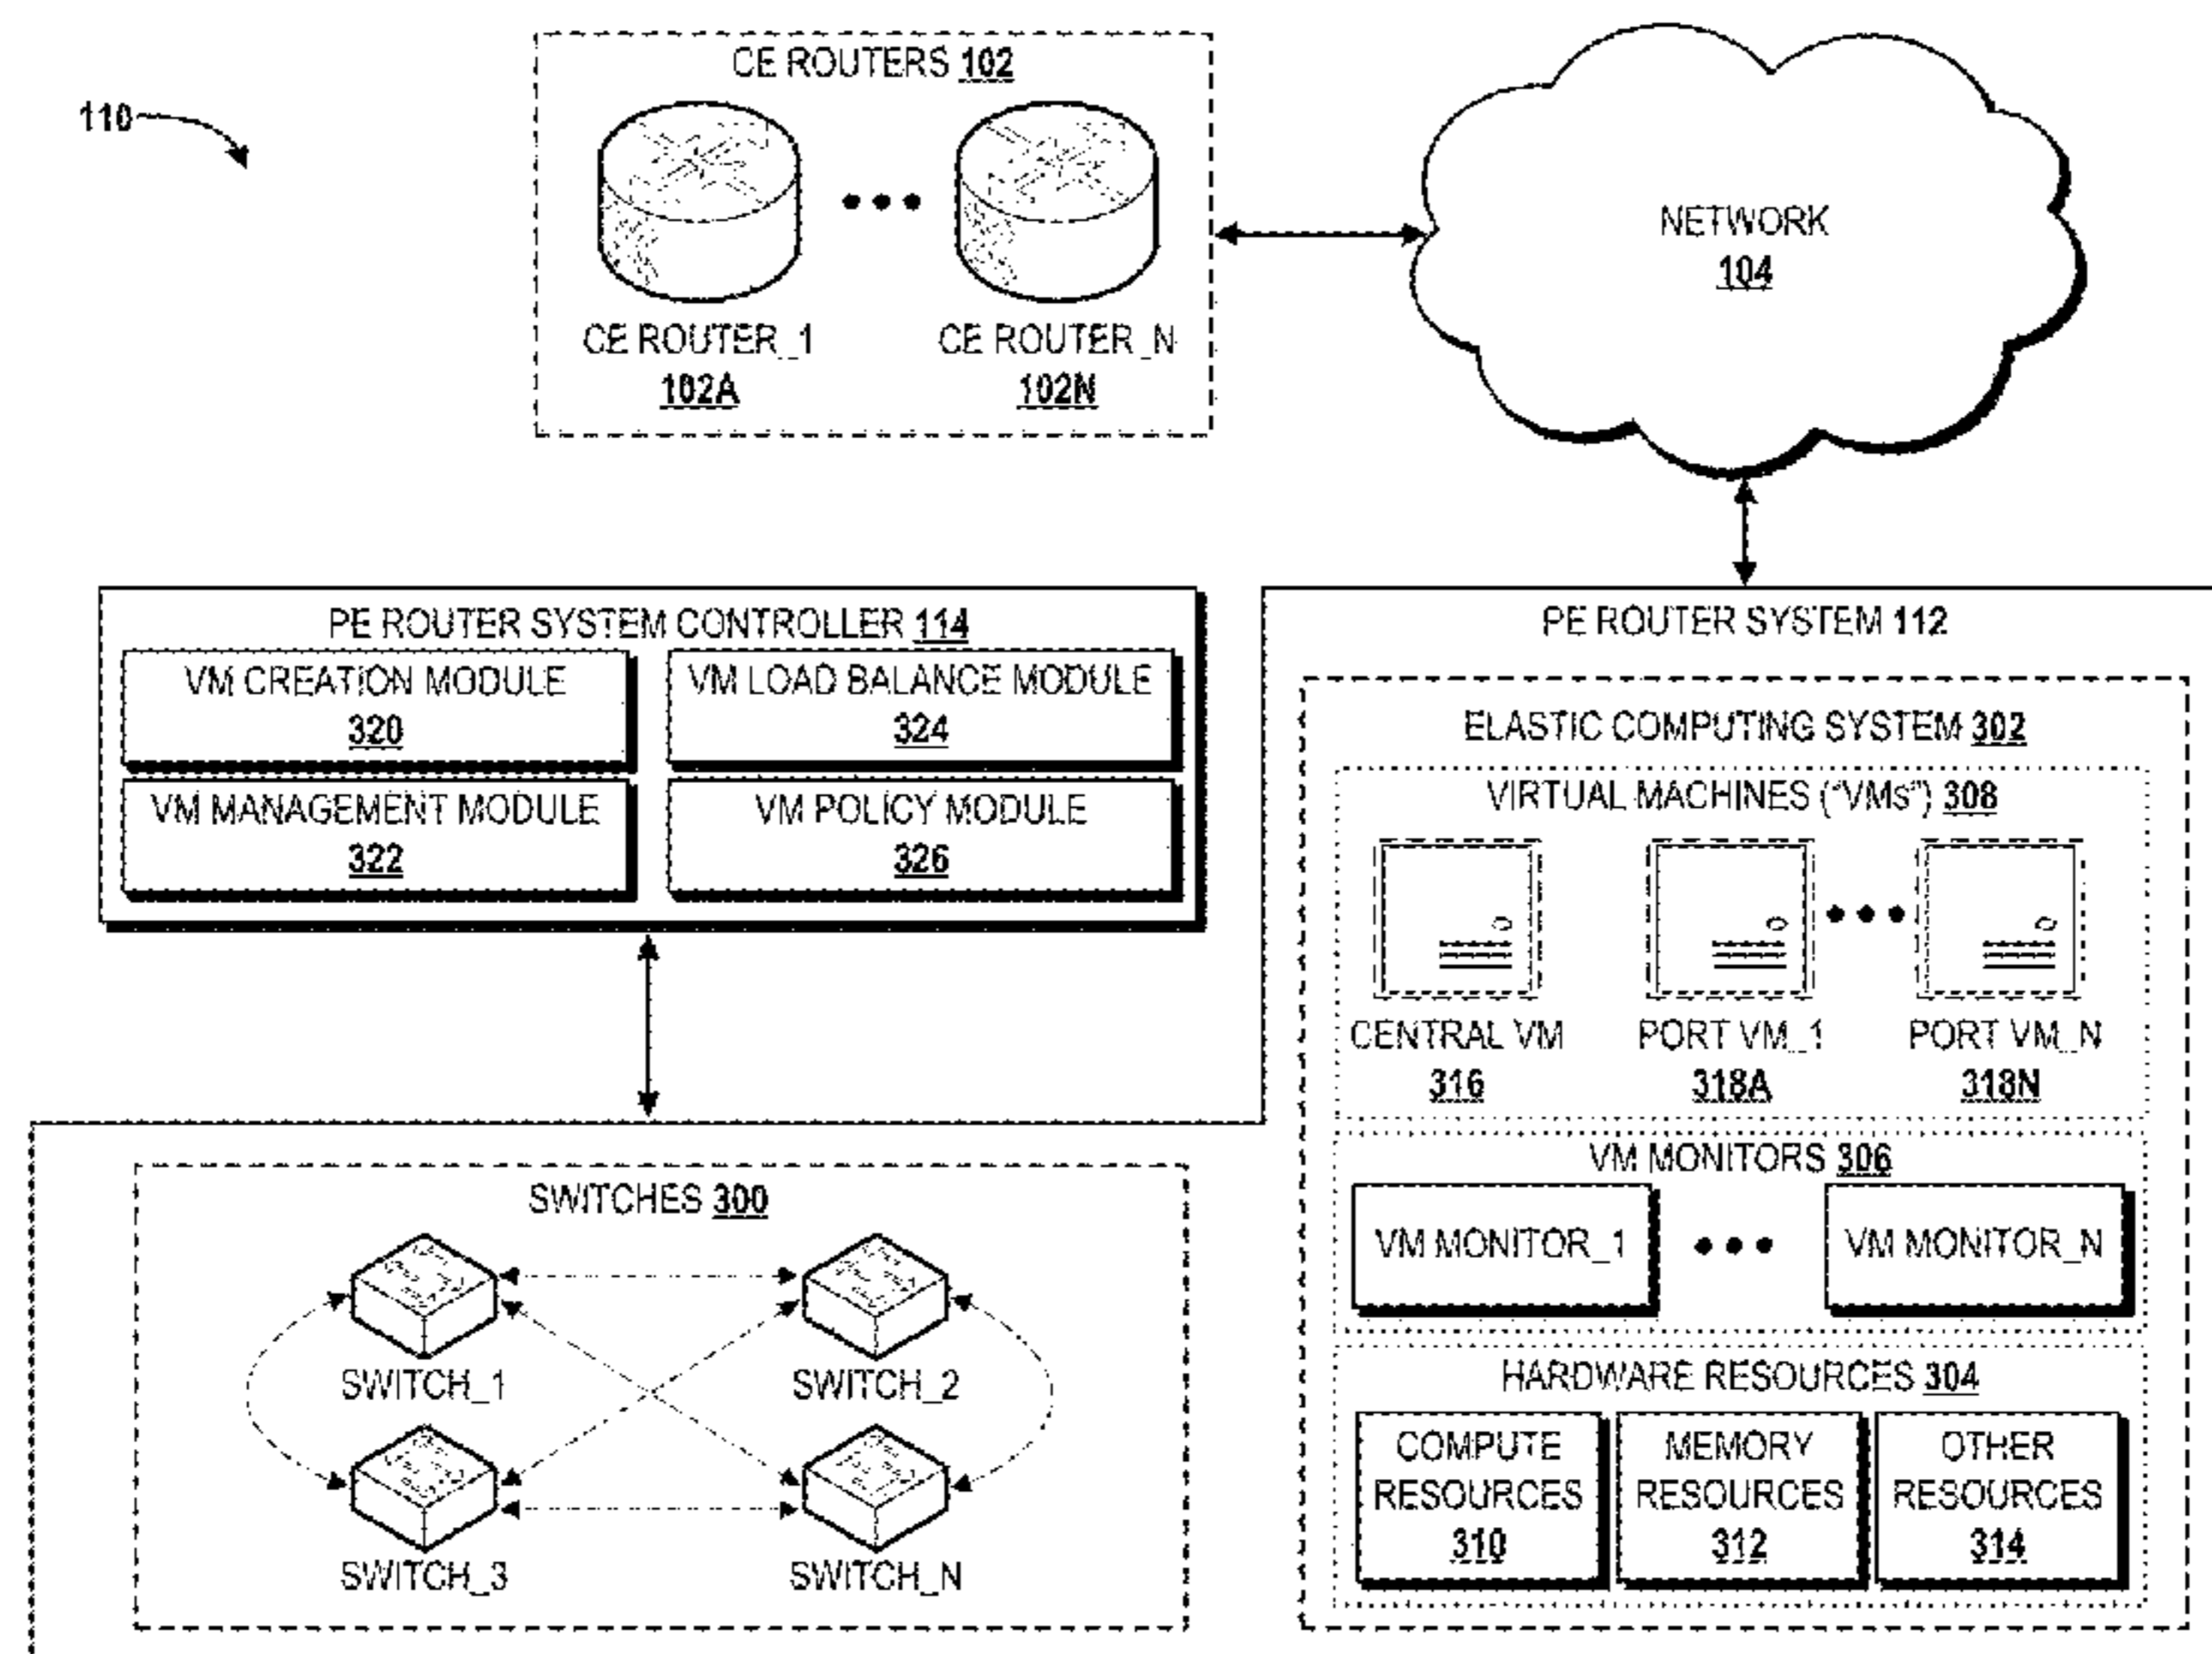 110
CE ROUTERS 102
CE ROUTER_1
102A
CE ROUTER_N
102N
NETWORK
104
PE ROUTER SYSTEM CONTROLLER 114
VM CREATION MODULE
320
VM LOAD BALANCE MODULE
324
VM MANAGEMENT MODULE
322
VM POLICY MODULE
326
PE ROUTER SYSTEM 112
ELASTIC COMPUTING SYSTEM 302
VIRTUAL MACHINES ("VMs") 308
CENTRAL VM
316
PORT VM_1
318A
PORT VM_N
318N
VM MONITORS 306
VM MONITOR_1
VM MONITOR_N
HARDWARE RESOURCES 304
COMPUTE
RESOURCES
310
MEMORY
RESOURCES
312
OTHER
RESOURCES
314
SWITCHES 300
SWITCH_1
SWITCH_2
SWITCH_3
SWITCH_N